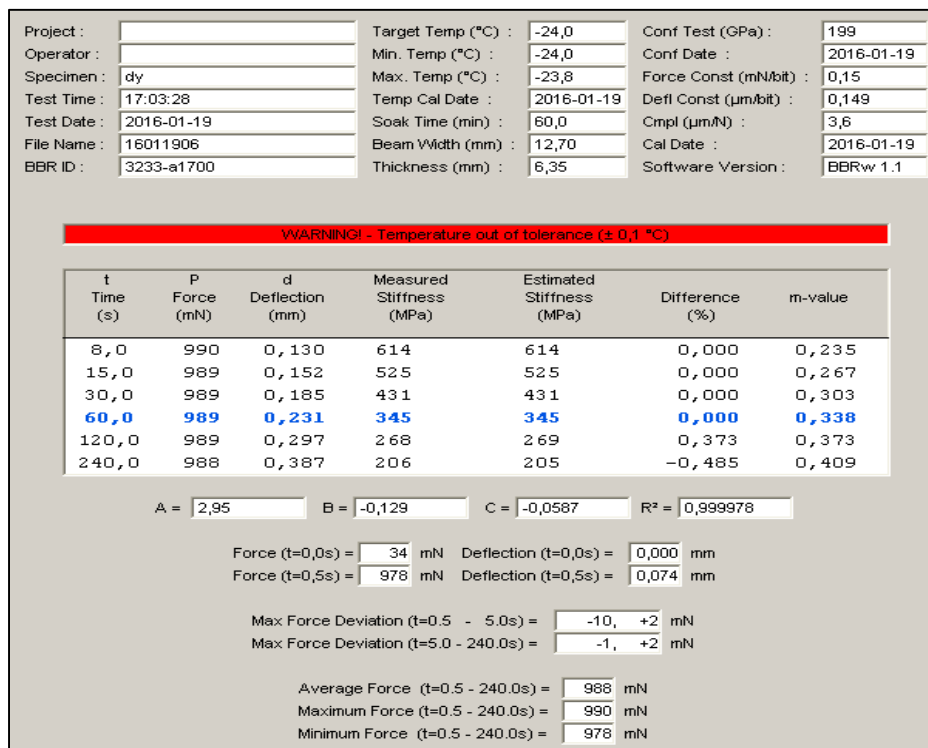 Project : Target Temp (°C) : -24,0 Conf Test (GPa) : 199
Operator : Min. Temp (°C) : -24,0 Conf Date : 2016-01-19
Specimen : dy Max. Temp (°C) : -23,8 Force Const (mN/bit) : 0,15
Test Time : 17:03:28 Temp Cal Date : 2016-01-19 Defl Const (µm/bit) : 0,149
Test Date : 2016-01-19 Soak Time (min) : 60,0 Cmpl (µm/N) : 3,6
File Name : 16011906 Beam Width (mm) : 12,70 Cal Date : 2016-01-19
BBR ID : 3233-a1700 Thickness (mm) : 6,35 Software Version : BBRw 1.1
WARNING! - Temperature out of tolerance (± 0,1 °C)
t P d Measured Estimated
Time Force Deflection Stiffness Stiffness Difference m-value
(s) (mN) (mm) (MPa) (MPa) (%)
8,0 990 0,130 614 614 0,000 0,235
15,0 989 0,152 525 525 0,000 0,267
30,0 989 0,185 431 431 0,000 0,303
60,0 989 0,231 345 345 0,000 0,338
120,0 989 0,297 268 269 0,373 0,373
240,0 988 0,387 206 205 -0,485 0,409
A = 2,95 B = -0,129 C = -0,0587 R² = 0,999978
Force (t=0,0s) = 34 mN Deflection (t=0,0s) = 0,000 mm
Force (t=0,5s) = 978 mN Deflection (t=0,5s) = 0,074 mm
Max Force Deviation (t=0.5 - 5.0s) = -10, +2 mN
Max Force Deviation (t=5.0 - 240.0s) = -1, +2 mN
Average Force (t=0.5 - 240.0s) = 988 mN
Maximum Force (t=0.5 - 240.0s) = 990 mN
Minimum Force (t=0.5 - 240.0s) = 978 mN